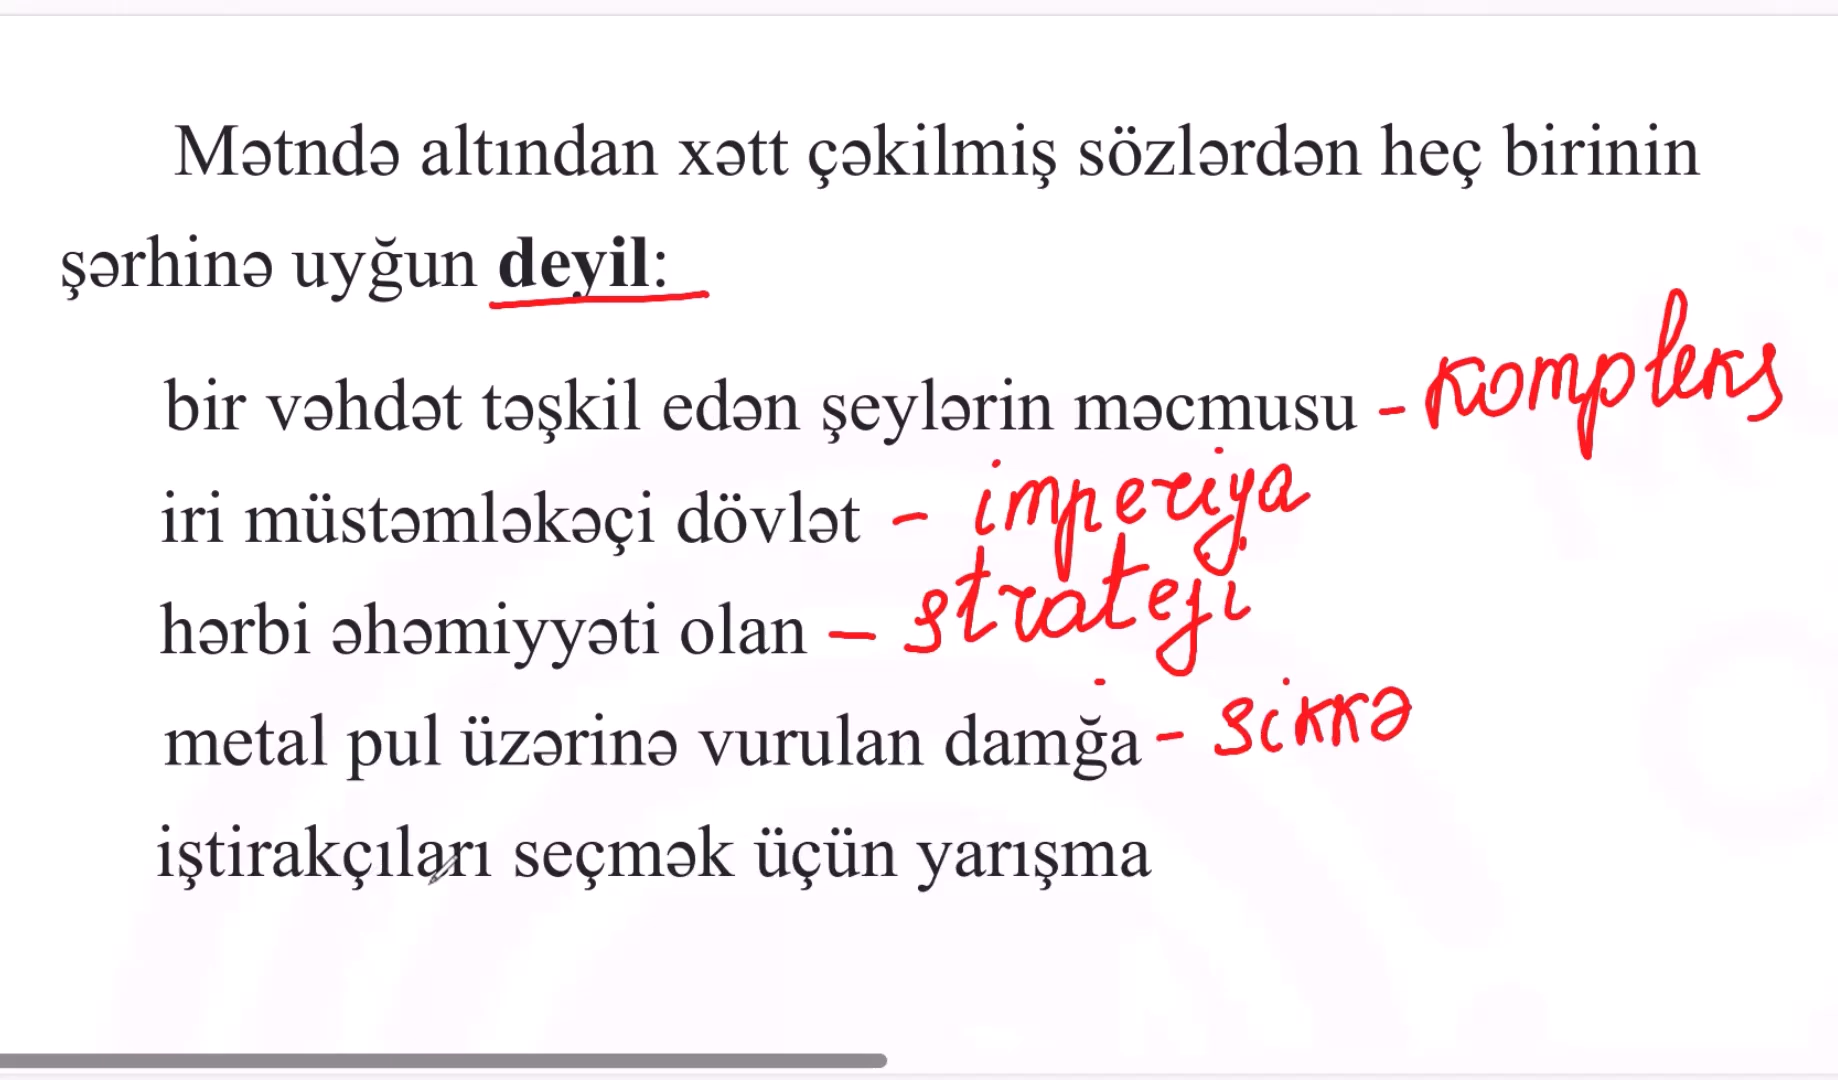 Mətndə altından xətt çəkilmiş sözlərdən heç birinin
şərhinə uyğun deyil:
bir vəhdət təşkil edən şeylərin məcmusu - kompleks
iri müstəmləkəçi dövlət - imperiya
hərbi əhəmiyyəti olan - strateji
metal pul üzərinə vurulan damğa - sikkə
iştirakçıları seçmək üçün yarışma